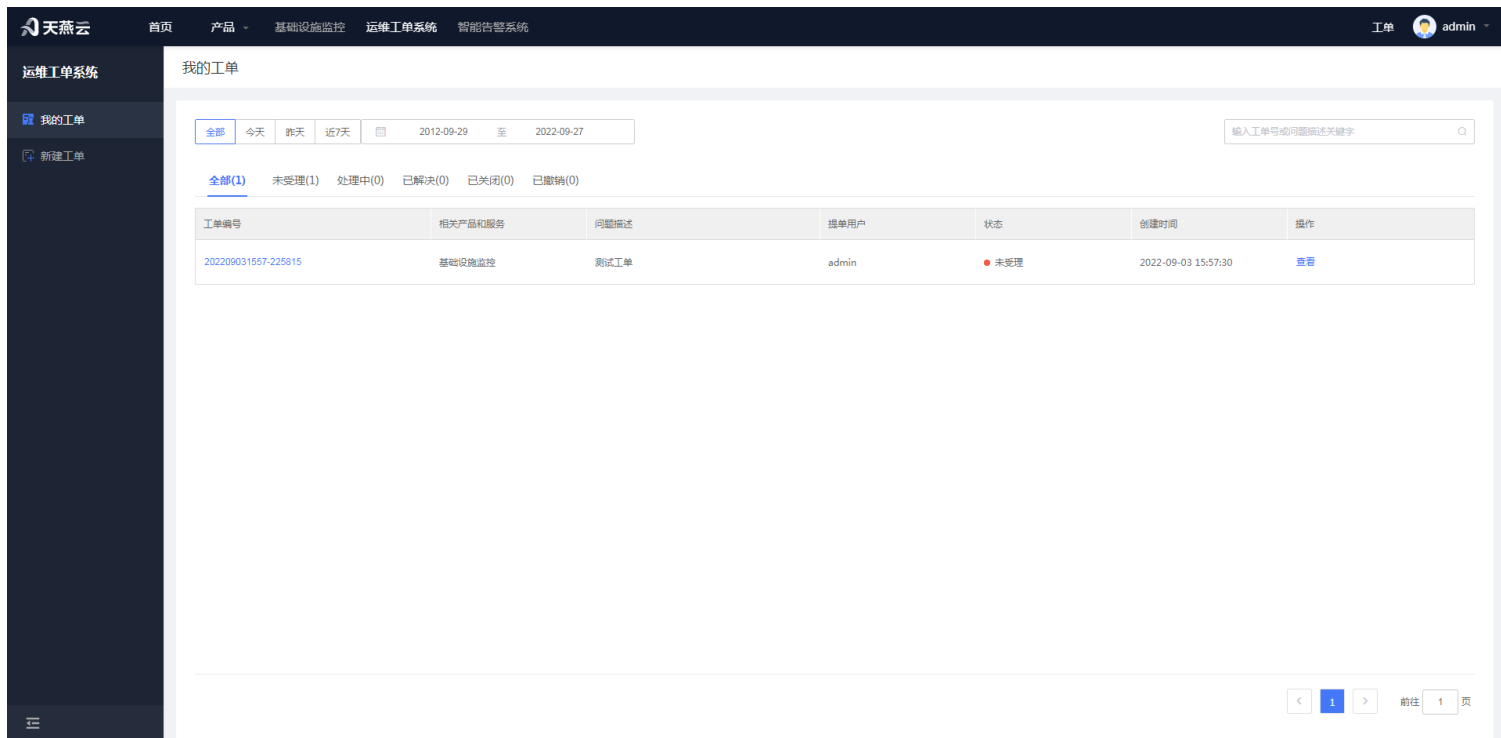 天燕云 首页 产品 基础设施监控 运维工单系统 智能告警系统 工单 admin
运维工单系统
我的工单
新建工单
我的工单
全部 今天 昨天 近7天 2012-09-29 至 2022-09-27 输入工单号或问题描述关键字
全部(1) 未受理(1) 处理中(0) 已解决(0) 已关闭(0) 已撤销(0)
工单编号 相关产品和服务 问题描述 提单用户 状态 创建时间 操作
202209031557-225815 基础设施监控 测试工单 admin 未受理 2022-09-03 15:57:30 查看
1 前往 1 页